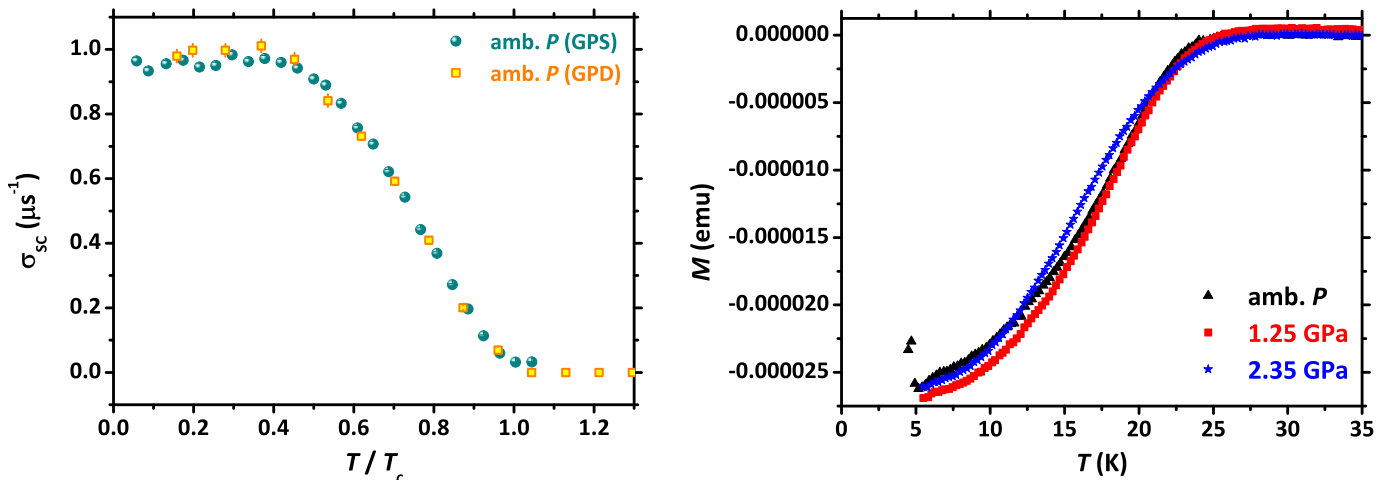 σsc (μs-1)
1.0
0.8
0.6
0.4
0.2
0.0
amb. P (GPS)
amb. P (GPD)
0.0 0.2 0.4 0.6 0.8 1.0 1.2
T / Tc
M (emu)
0.000000
-0.000005
-0.000010
-0.000015
-0.000020
-0.000025
amb. P
1.25 GPa
2.35 GPa
0 5 10 15 20 25 30 35
T (K)